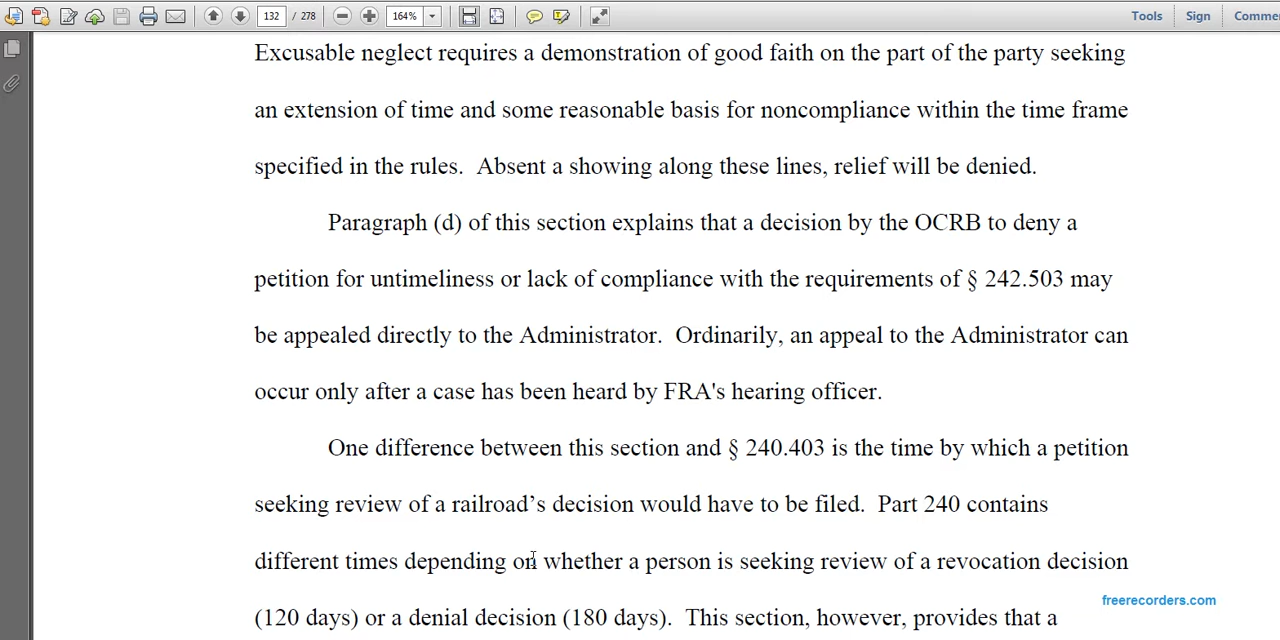 132 / 278 164% Tools Sign Comme
Excusable neglect requires a demonstration of good faith on the part of the party seeking
an extension of time and some reasonable basis for noncompliance within the time frame
specified in the rules.  Absent a showing along these lines, relief will be denied.
Paragraph (d) of this section explains that a decision by the OCRB to deny a
petition for untimeliness or lack of compliance with the requirements of § 242.503 may
be appealed directly to the Administrator.  Ordinarily, an appeal to the Administrator can
occur only after a case has been heard by FRA's hearing officer.
One difference between this section and § 240.403 is the time by which a petition
seeking review of a railroad’s decision would have to be filed.  Part 240 contains
different times depending on whether a person is seeking review of a revocation decision
(120 days) or a denial decision (180 days).  This section, however, provides that a
freerecorders.com